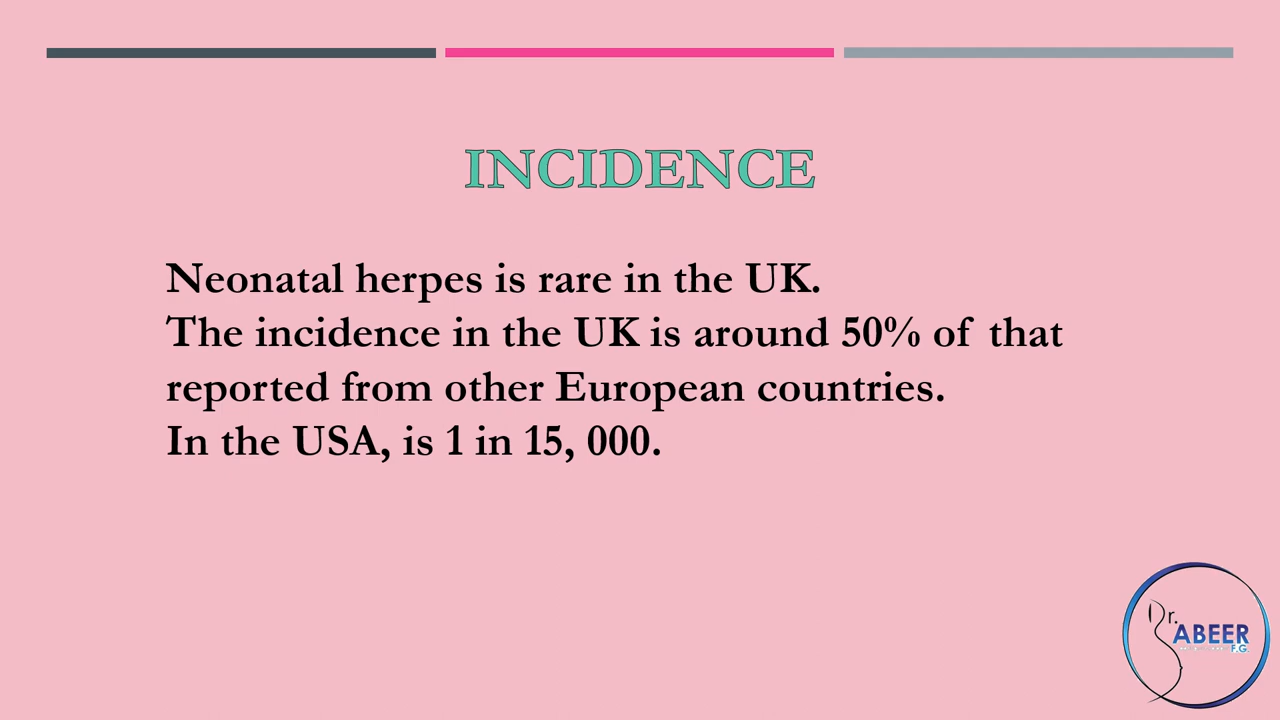 INCIDENCE
Neonatal herpes is rare in the UK.
The incidence in the UK is around 50% of that
reported from other European countries.
In the USA, is 1 in 15, 000.
Dr.
ABEER
F.G.